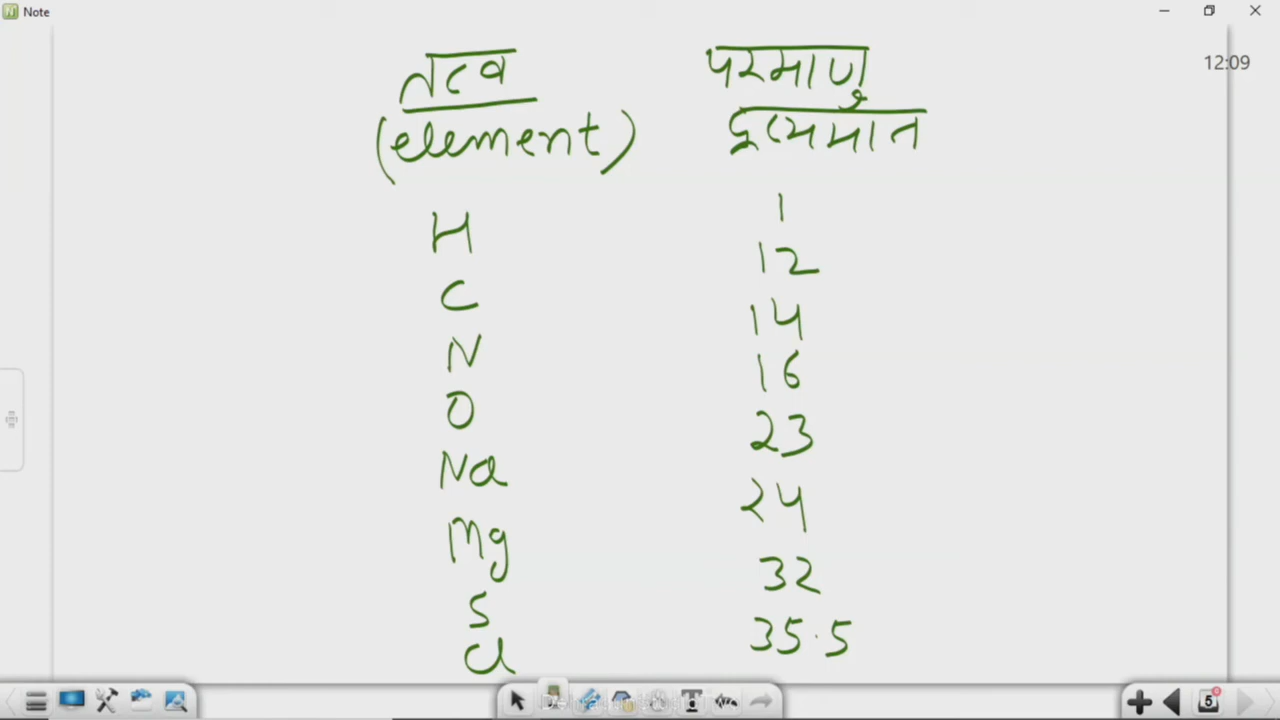 Note
12:09
तत्व परमाणु
(element) द्रव्यमान
H 1
C 12
N 14
O 16
Na 23
Mg 24
S 32
Cl 35.5
5